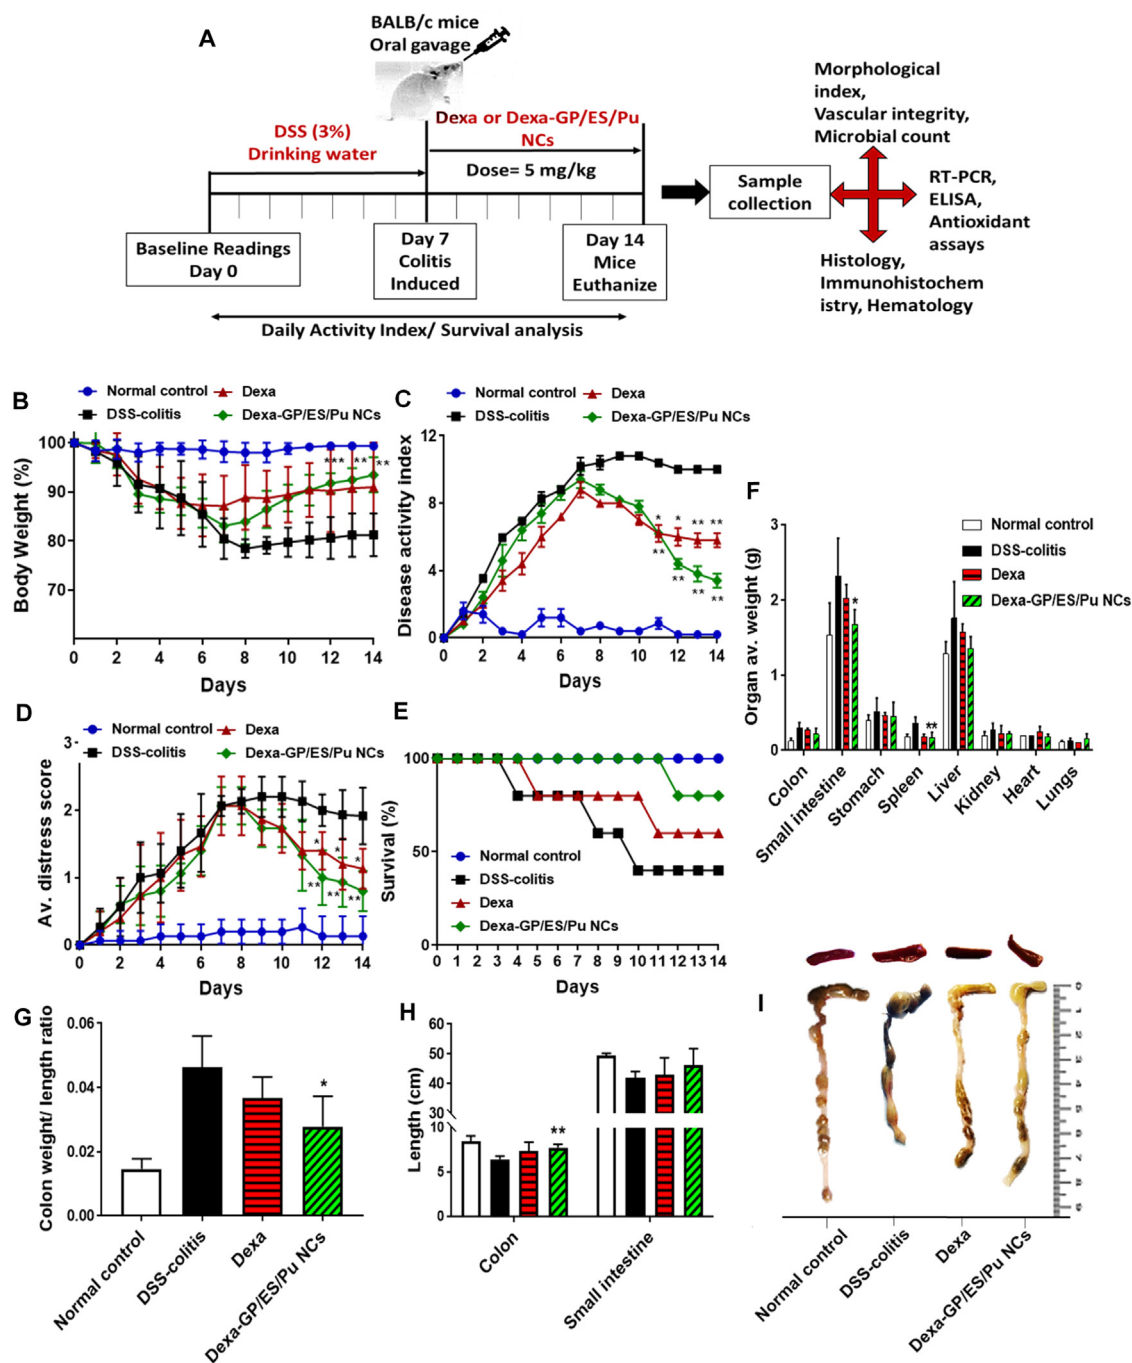 A
BALB/c mice
Oral gavage
DSS (3%)
Drinking water
Dexa or Dexa-GP/ES/Pu
NCs
Dose= 5 mg/kg
Baseline Readings
Day 0
Day 7
Colitis
Induced
Day 14
Mice
Euthanize
Daily Activity Index/ Survival analysis
Sample
collection
Morphological
index,
Vascular integrity,
Microbial count
RT-PCR,
ELISA,
Antioxidant
assays
Histology,
Immunohistochem
istry, Hematology
B
Normal control
Dexa
DSS-colitis
Dexa-GP/ES/Pu NCs
Body Weight (%)
100
90
80
70
0 2 4 6 8 10 12 14
Days
*** ** **
C
Normal control
Dexa
DSS-colitis
Dexa-GP/ES/Pu NCs
Disease activity index
12
8
4
0
0 2 4 6 8 10 12 14
Days
* * ** **
** ** ** **
D
Normal control
Dexa
DSS-colitis
Dexa-GP/ES/Pu NCs
Av. distress score
3
2
1
0
0 2 4 6 8 10 12 14
Days
* * *
** ** **
E
Survival (%)
100
50
0
Normal control
DSS-colitis
Dexa
Dexa-GP/ES/Pu NCs
0 1 2 3 4 5 6 7 8 9 10 11 12 13 14
Days
F
Normal control
DSS-colitis
Dexa
Dexa-GP/ES/Pu NCs
Organ av. weight (g)
3
2
1
0
*
**
Colon
Small intestine
Stomach
Spleen
Liver
Kidney
Heart
Lungs
G
Colon weight/ length ratio
0.06
0.04
0.02
0.00
*
Normal control
DSS-colitis
Dexa
Dexa-GP/ES/Pu NCs
H
Length (cm)
60
50
40
30
10
5
0
**
Colon
Small intestine
I
0
1
2
3
4
5
6
7
8
9
Normal control
DSS-colitis
Dexa
Dexa-GP/ES/Pu NCs